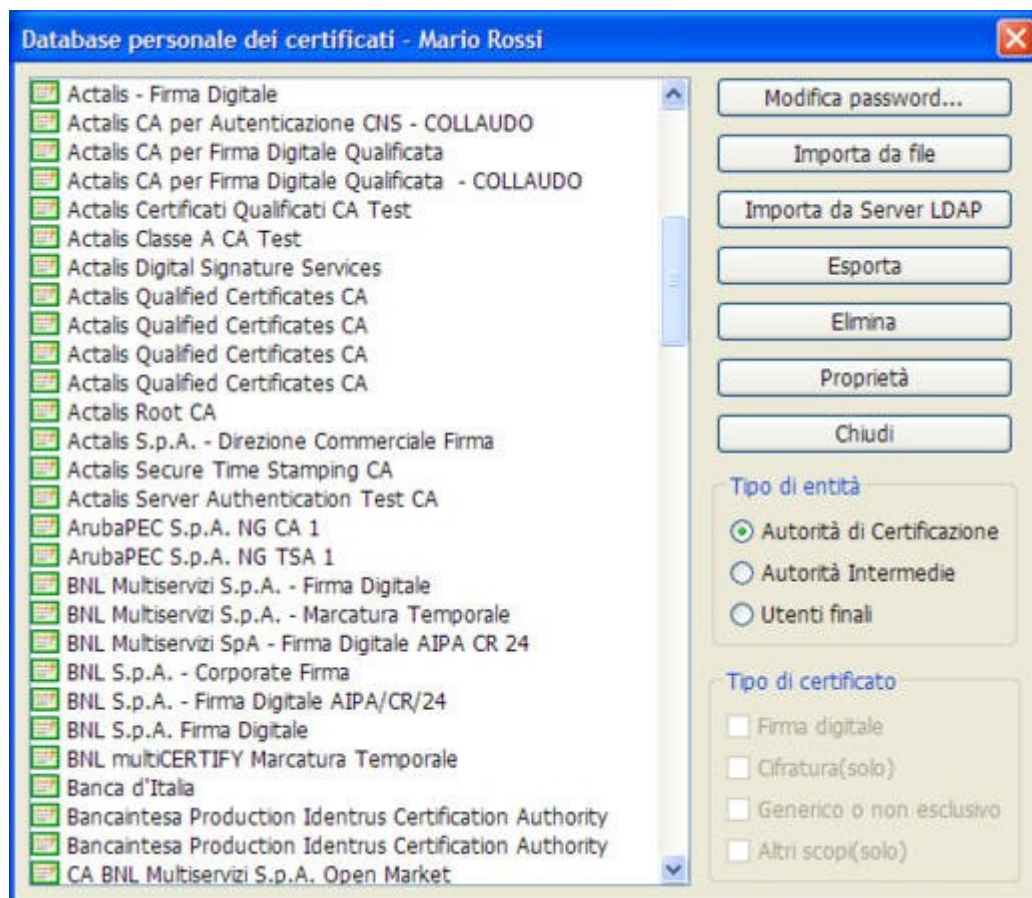 Database personale dei certificati - Mario Rossi
Actalis - Firma Digitale
Actalis CA per Autenticazione CNS - COLLAUDO
Actalis CA per Firma Digitale Qualificata
Actalis CA per Firma Digitale Qualificata - COLLAUDO
Actalis Certificati Qualificati CA Test
Actalis Classe A CA Test
Actalis Digital Signature Services
Actalis Qualified Certificates CA
Actalis Qualified Certificates CA
Actalis Qualified Certificates CA
Actalis Qualified Certificates CA
Actalis Root CA
Actalis S.p.A. - Direzione Commerciale Firma
Actalis Secure Time Stamping CA
Actalis Server Authentication Test CA
ArubaPEC S.p.A. NG CA 1
ArubaPEC S.p.A. NG TSA 1
BNL Multiservizi S.p.A. - Firma Digitale
BNL Multiservizi S.p.A. - Marcatura Temporale
BNL Multiservizi SpA - Firma Digitale AIPA CR 24
BNL S.p.A. - Corporate Firma
BNL S.p.A. - Firma Digitale AIPA/CR/24
BNL S.p.A. Firma Digitale
BNL multiCERTIFY Marcatura Temporale
Banca d'Italia
Bancaintesa Production Identrus Certification Authority
Bancaintesa Production Identrus Certification Authority
CA BNL Multiservizi S.p.A. Open Market
Modifica password...
Importa da file
Importa da Server LDAP
Esporta
Elimina
Proprietà
Chiudi
Tipo di entità
Autorità di Certificazione
Autorità Intermedie
Utenti finali
Tipo di certificato
Firma digitale
Cifratura(solo)
Generico o non esclusivo
Altri scopi(solo)